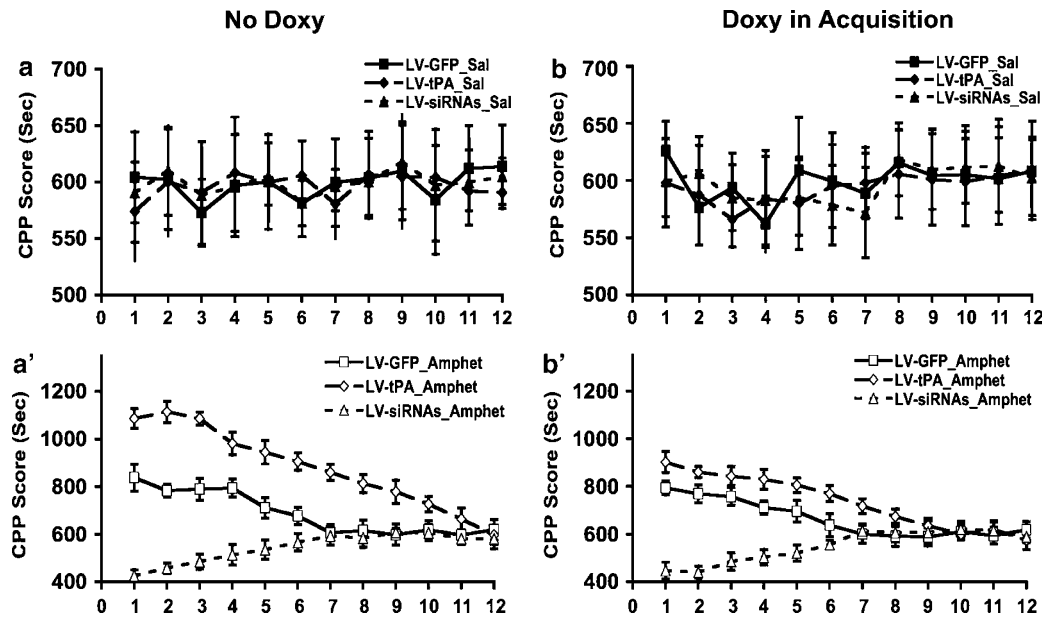 No Doxy
Doxy in Acquisition
a
700
650
600
550
500
CPP Score (Sec)
LV-GFP_Sal
LV-tPA_Sal
LV-siRNAs_Sal
0 1 2 3 4 5 6 7 8 9 10 11 12
b
700
650
600
550
500
CPP Score (Sec)
LV-GFP_Sal
LV-tPA_Sal
LV-siRNAs_Sal
0 1 2 3 4 5 6 7 8 9 10 11 12
a’
1200
1000
800
600
400
CPP Score (Sec)
LV-GFP_Amphet
LV-tPA_Amphet
LV-siRNAs_Amphet
0 1 2 3 4 5 6 7 8 9 10 11 12
b’
1200
1000
800
600
400
CPP Score (Sec)
LV-GFP_Amphet
LV-tPA_Amphet
LV-siRNAs_Amphet
0 1 2 3 4 5 6 7 8 9 10 11 12